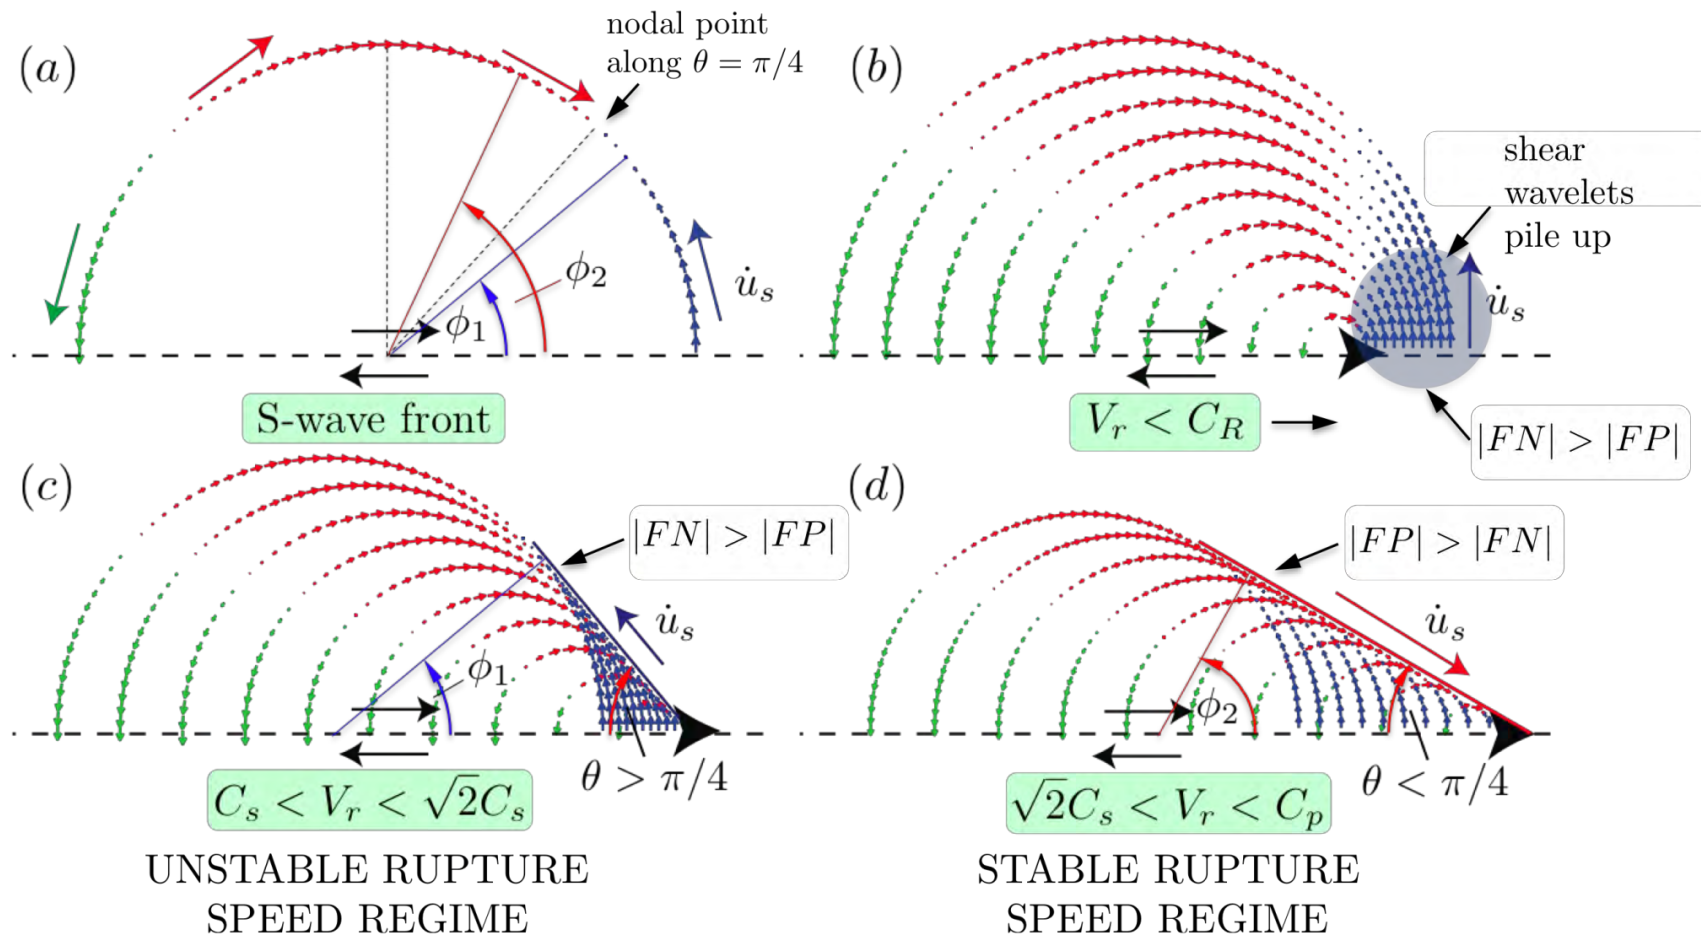 (a)
nodal point
along θ = π/4
ϕ₁
ϕ₂
u̇ₛ
S-wave front
(b)
shear
wavelets
pile up
u̇ₛ
Vᵣ < C_R
|FN| > |FP|
(c)
|FN| > |FP|
u̇ₛ
ϕ₁
θ > π/4
Cₛ < Vᵣ < √2Cₛ
UNSTABLE RUPTURE
SPEED REGIME
(d)
|FP| > |FN|
u̇ₛ
ϕ₂
θ < π/4
√2Cₛ < Vᵣ < Cₚ
STABLE RUPTURE
SPEED REGIME